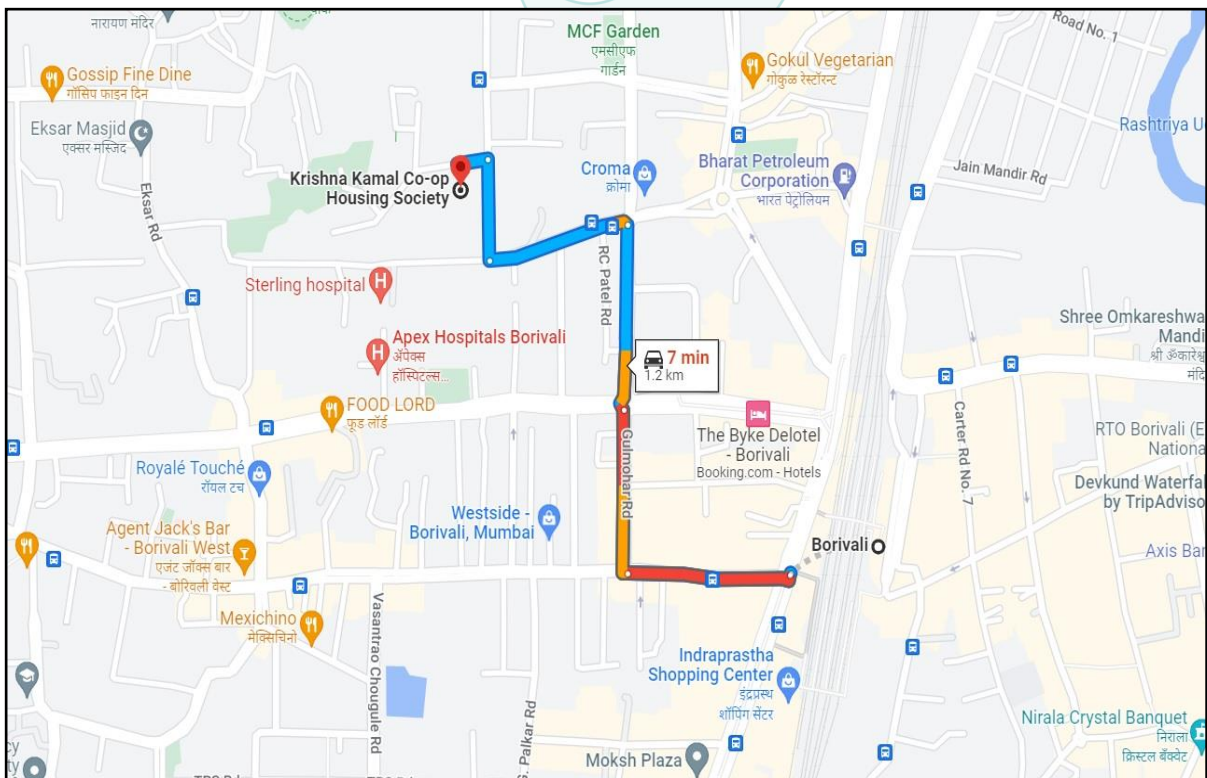 नारायण मंदिर
Gossip Fine Dine
गॉसिप फाइन दिन
Eksar Masjid
एक्सर मस्जिद
Eksar Rd
MCF Garden
एमसीएफ
गार्डन
Gokul Vegetarian
गोकुळ रेस्टॉरन्ट
Road No. 1
Rashtriya U
Krishna Kamal Co-op
Housing Society
Croma
क्रोमा
Bharat Petroleum
Corporation
भारत पेट्रोलियम
Jain Mandir Rd
RC Patel Rd
Sterling hospital
Apex Hospitals Borivali
ॲपेक्स
हॉस्पिटल्स...
7 min
1.2 km
Shree Omkareshwa
Mandi
श्री ॐकारेश्व
मंदि
FOOD LORD
फूड लॉर्ड
Gulmohar Rd
The Byke Delotel
- Borivali
Booking.com - Hotels
Carter Rd No. 7
RTO Borivali (E
Nationa
Devkund Waterfal
by TripAdviso
Royalé Touché
रॉयल टच
Westside -
Borivali, Mumbai
Borivali
Axis Ban
Agent Jack's Bar
- Borivali West
एजंट जॉक्स बार
- बोरिवली वेस्ट
Mexichino
मेक्सिचिनो
Vasantrao Chougule Rd
S. Palkar Rd
Indraprastha
Shopping Center
इंद्रप्रस्थ
शॉपिंग सेंटर
Moksh Plaza
Nirala Crystal Banquet
निराला
क्रिस्टल बँक्वेट